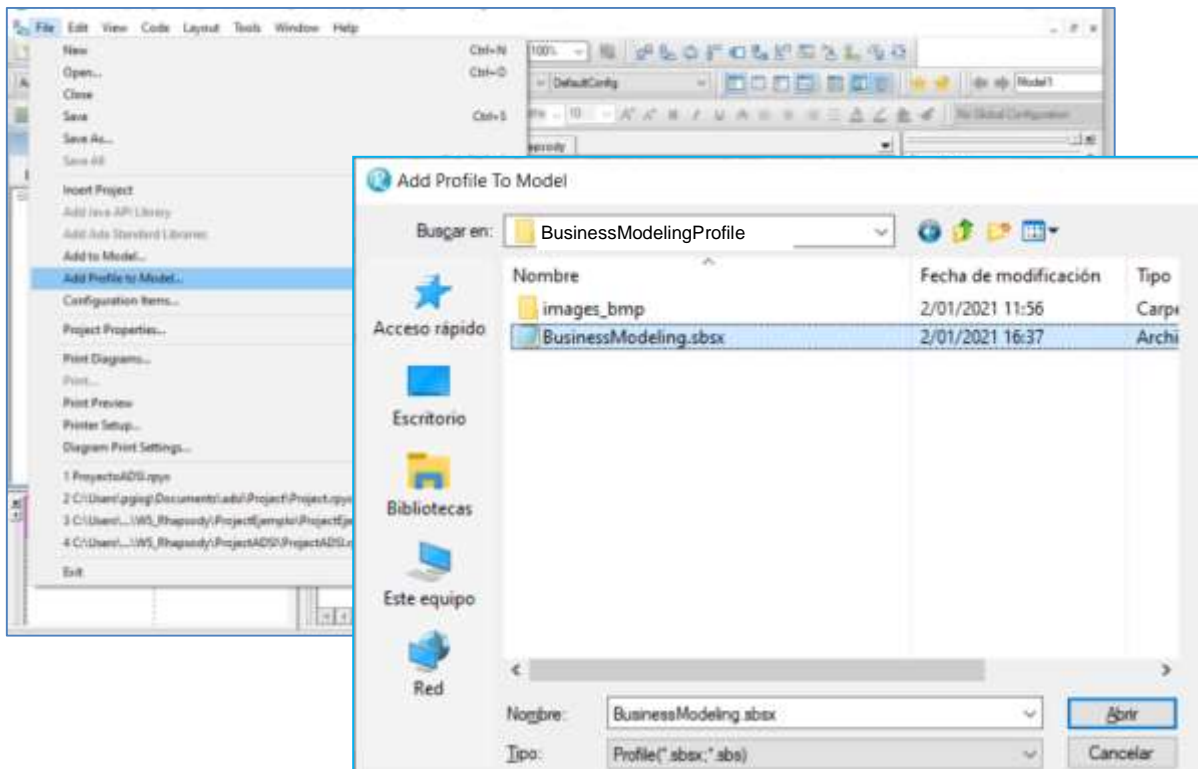 File Edit View Code Layout Tools Window Help
New Ctrl+N
Open... Ctrl+O
Close
Save Ctrl+S
Save As...
Save All
Insert Project
Add Java API Library
Add Ada Standard Libraries
Add to Model...
Add Profile to Model...
Configuration Items...
Project Properties...
Print Diagrams...
Print...
Print Preview
Printer Setup...
Diagram Print Settings...
1 ProyectoADSI.rpyx
Exit
100%
DefaultConfig
Model1
10
No Global Configuration
Add Profile To Model
Buscar en: BusinessModelingProfile
Nombre Fecha de modificación Tipo
images_bmp 2/01/2021 11:56 Carpe
BusinessModeling.sbsx 2/01/2021 16:37 Archi
Acceso rápido
Escritorio
Bibliotecas
Este equipo
Red
Nombre: BusinessModeling.sbsx Abrir
Tipo: Profile(*.sbsx;*.sbs) Cancelar